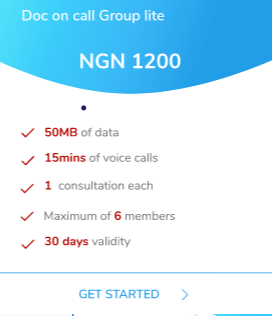 Doc on call Group lite
NGN 1200
50MB of data
15mins of voice calls
1 consultation each
Maximum of 6 members
30 days validity
GET STARTED